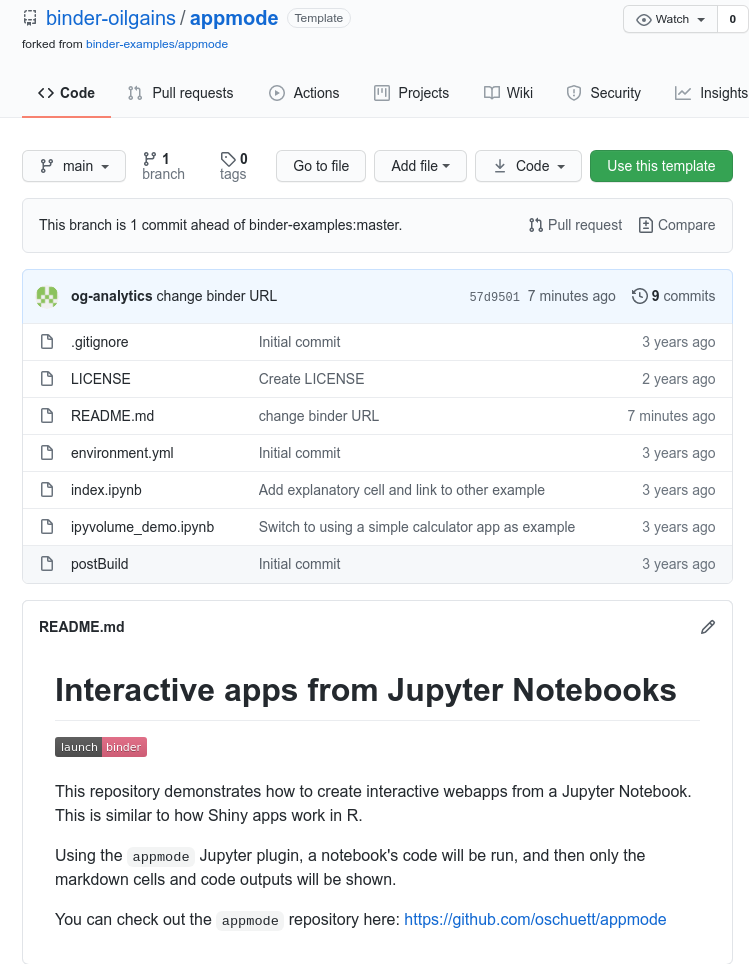 binder-oilgains / appmode Template Watch 0
forked from binder-examples/appmode
Code Pull requests Actions Projects Wiki Security Insights
main 1 branch 0 tags Go to file Add file Code Use this template
This branch is 1 commit ahead of binder-examples:master. Pull request Compare
og-analytics change binder URL 57d9501 7 minutes ago 9 commits
.gitignore Initial commit 3 years ago
LICENSE Create LICENSE 2 years ago
README.md change binder URL 7 minutes ago
environment.yml Initial commit 3 years ago
index.ipynb Add explanatory cell and link to other example 3 years ago
ipyvolume_demo.ipynb Switch to using a simple calculator app as example 3 years ago
postBuild Initial commit 3 years ago
README.md
Interactive apps from Jupyter Notebooks
launch binder
This repository demonstrates how to create interactive webapps from a Jupyter Notebook.
This is similar to how Shiny apps work in R.
Using the appmode Jupyter plugin, a notebook's code will be run, and then only the
markdown cells and code outputs will be shown.
You can check out the appmode repository here: https://github.com/oschuett/appmode